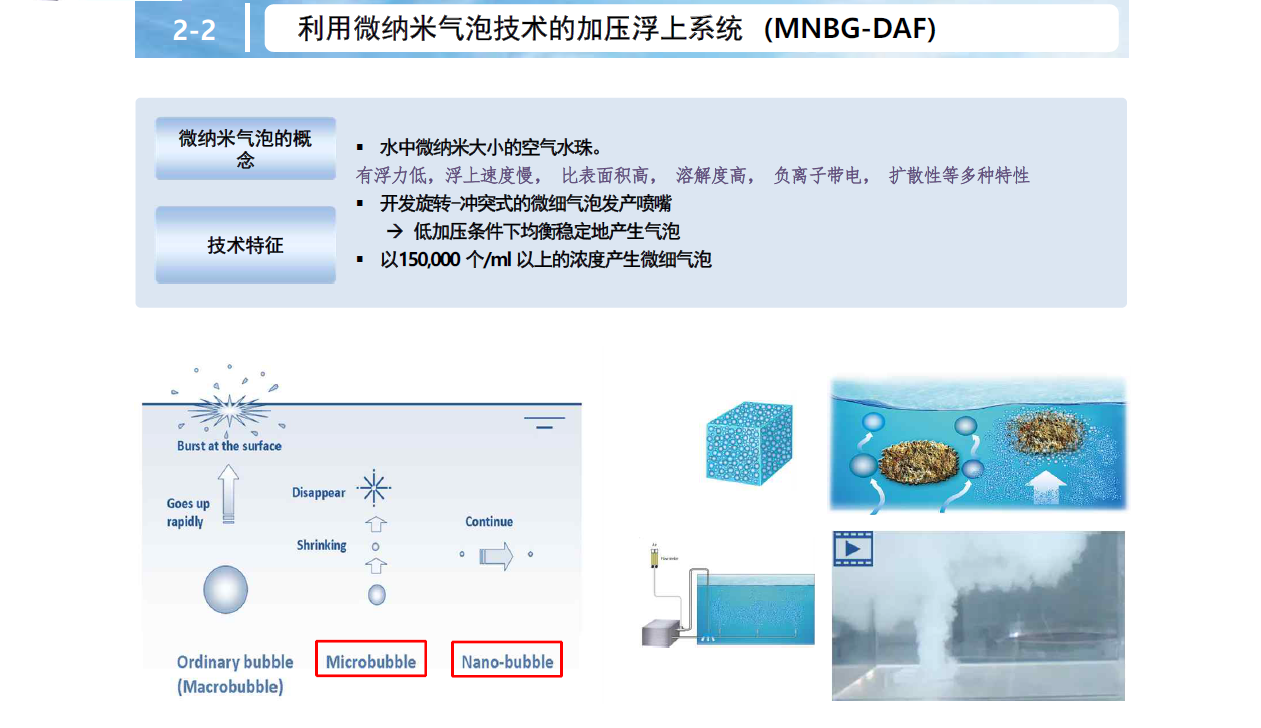 2-2
利用微纳米气泡技术的加压浮上系统 (MNBG-DAF)
微纳米气泡的概
念
▪ 水中微纳米大小的空气水珠。
有浮力低，浮上速度慢， 比表面积高， 溶解度高， 负离子带电， 扩散性等多种特性
技术特征
▪ 开发旋转-冲突式的微细气泡发产喷嘴
→ 低加压条件下均衡稳定地产生气泡
▪ 以150,000 个/ml 以上的浓度产生微细气泡
Burst at the surface
Goes up
rapidly
Disappear
Shrinking
Continue
Ordinary bubble
(Macrobubble)
Microbubble
Nano-bubble
Air